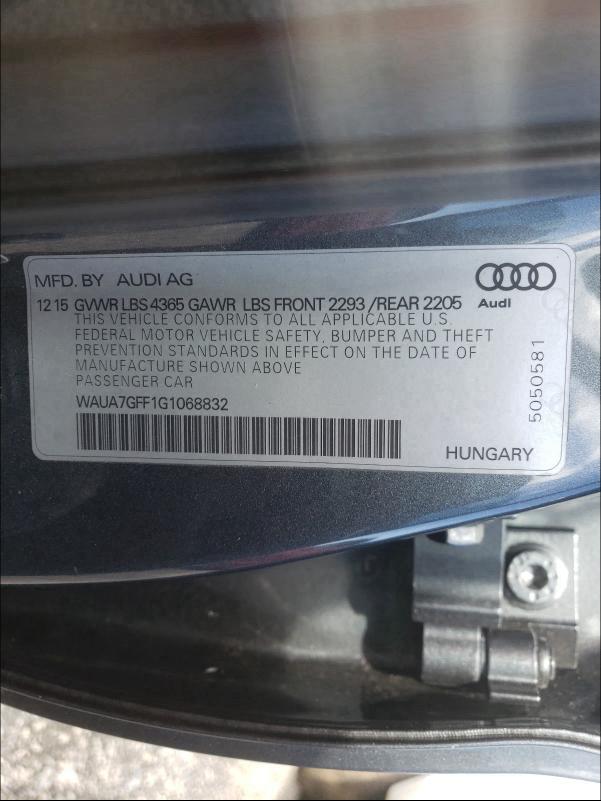 MFD. BY AUDI AG
12 15 GVWR LBS 4365 GAWR LBS FRONT 2293 /REAR 2205
Audi
THIS VEHICLE CONFORMS TO ALL APPLICABLE U.S.
FEDERAL MOTOR VEHICLE SAFETY, BUMPER AND THEFT
PREVENTION STANDARDS IN EFFECT ON THE DATE OF
MANUFACTURE SHOWN ABOVE
PASSENGER CAR
WAUA7GFF1G1068832
HUNGARY
5050581